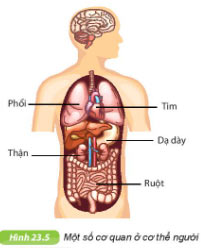 Phổi
Tim
Dạ dày
Thận
Ruột
Hình 23.5 Một số cơ quan ở cơ thể người